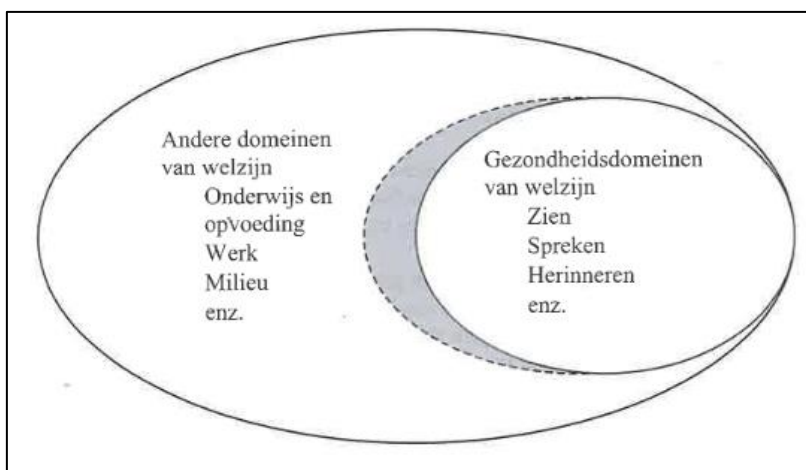 Andere domeinen
van welzijn
Onderwijs en
opvoeding
Werk
Milieu
enz.
Gezondheidsdomeinen
van welzijn
Zien
Spreken
Herinneren
enz.